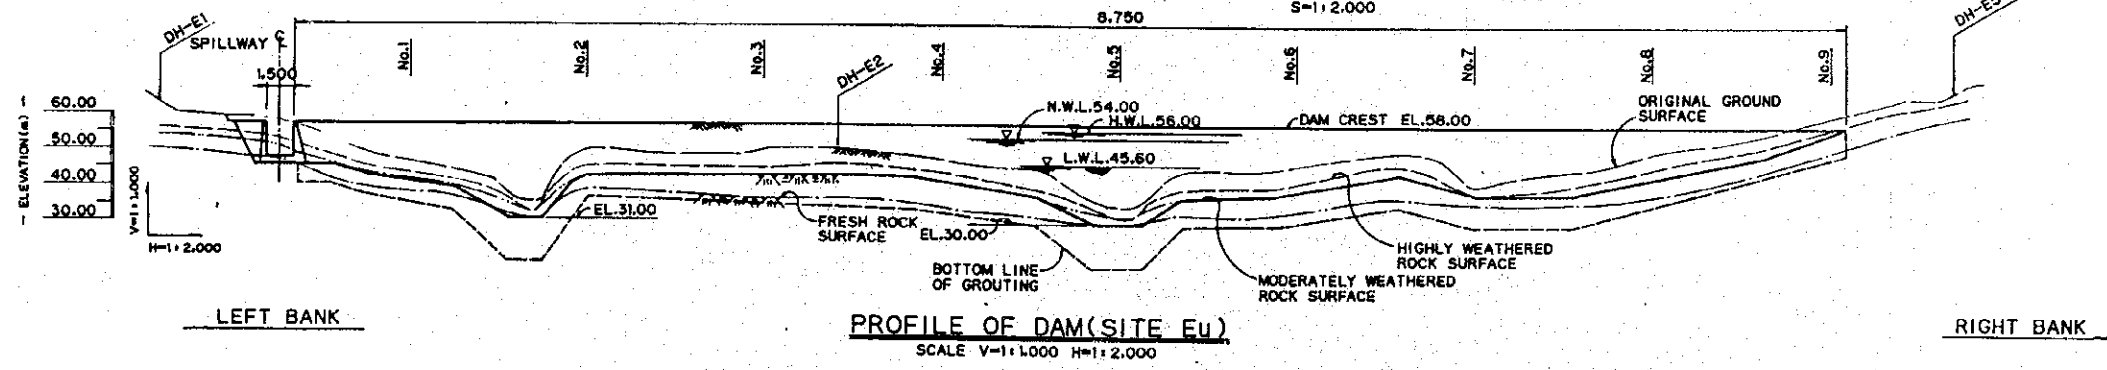 S=1:2.000
8.750
DH-E1
SPILLWAY ℄
1,500
No.1
No.2
No.3
DH-E2
No.4
No.5
No.6
No.7
No.8
No.9
N.W.L.54.00
H.W.L.56.00
DAM CREST EL.58.00
ORIGINAL GROUND
SURFACE
L.W.L.45.60
- ELEVATION(m) -
60.00
50.00
40.00
30.00
V=1:1,000
H=1:2,000
EL.31.00
FRESH ROCK
SURFACE
EL.30.00
BOTTOM LINE
OF GROUTING
HIGHLY WEATHERED
ROCK SURFACE
MODERATELY WEATHERED
ROCK SURFACE
LEFT BANK
PROFILE OF DAM(SITE Eu)
SCALE V=1:1,000 H=1:2,000
RIGHT BANK